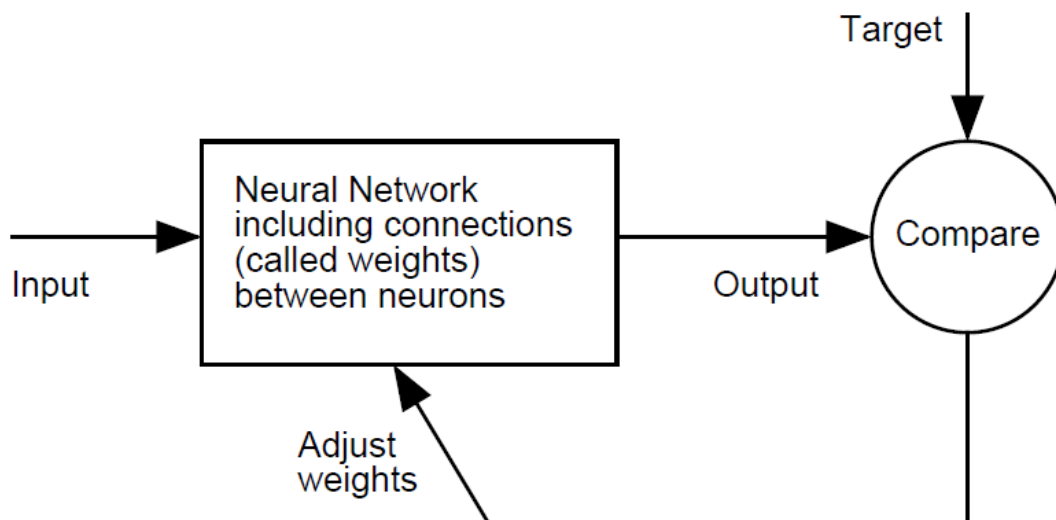 Target
Neural Network
including connections
(called weights)
between neurons
Compare
Input
Output
Adjust
weights